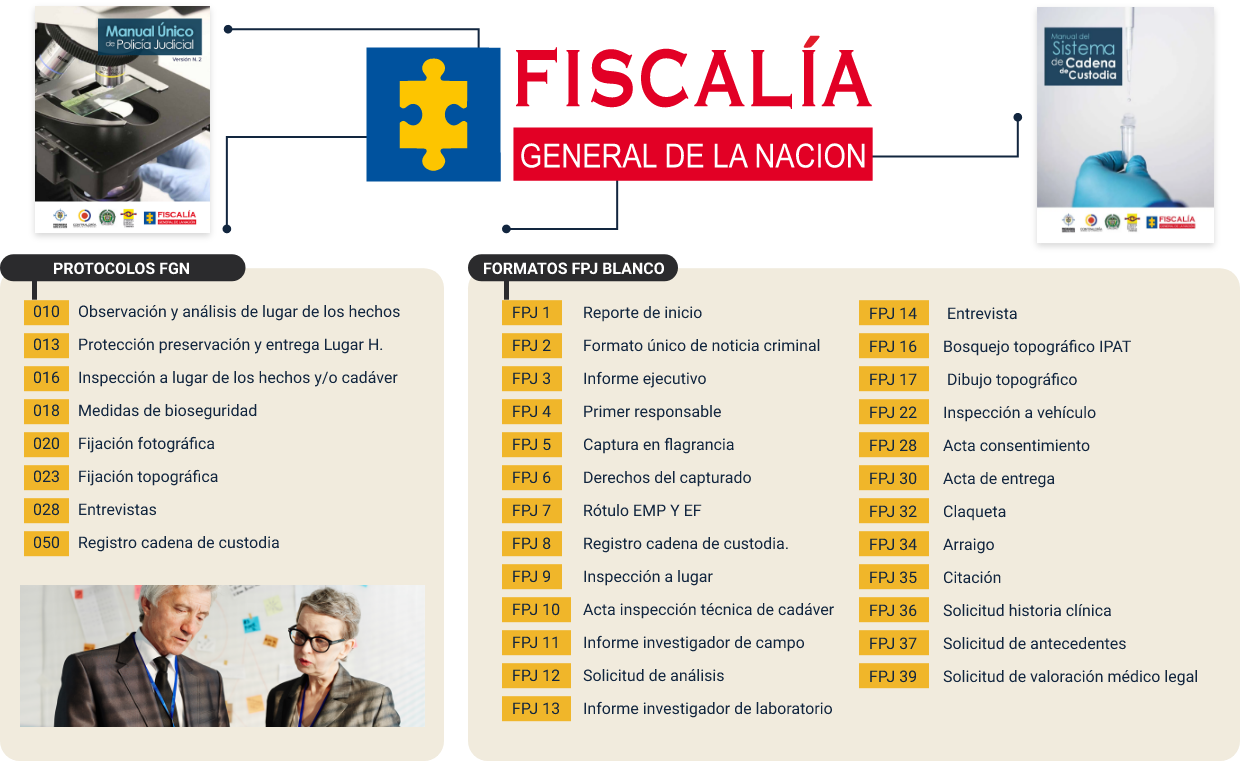 Manual Único
de Policía Judicial
Versión N. 2
FISCALÍA
GENERAL DE LA NACION
FISCALÍA
GENERAL DE LA NACION
Manual del
Sistema
de Cadena
de Custodia
FISCALÍA
GENERAL DE LA NACION
PROTOCOLOS FGN
010 Observación y análisis de lugar de los hechos
013 Protección preservación y entrega Lugar H.
016 Inspección a lugar de los hechos y/o cadáver
018 Medidas de bioseguridad
020 Fijación fotográfica
023 Fijación topográfica
028 Entrevistas
050 Registro cadena de custodia
FORMATOS FPJ BLANCO
FPJ 1 Reporte de inicio
FPJ 2 Formato único de noticia criminal
FPJ 3 Informe ejecutivo
FPJ 4 Primer responsable
FPJ 5 Captura en flagrancia
FPJ 6 Derechos del capturado
FPJ 7 Rótulo EMP Y EF
FPJ 8 Registro cadena de custodia.
FPJ 9 Inspección a lugar
FPJ 10 Acta inspección técnica de cadáver
FPJ 11 Informe investigador de campo
FPJ 12 Solicitud de análisis
FPJ 13 Informe investigador de laboratorio
FPJ 14 Entrevista
FPJ 16 Bosquejo topográfico IPAT
FPJ 17 Dibujo topográfico
FPJ 22 Inspección a vehículo
FPJ 28 Acta consentimiento
FPJ 30 Acta de entrega
FPJ 32 Claqueta
FPJ 34 Arraigo
FPJ 35 Citación
FPJ 36 Solicitud historia clínica
FPJ 37 Solicitud de antecedentes
FPJ 39 Solicitud de valoración médico legal